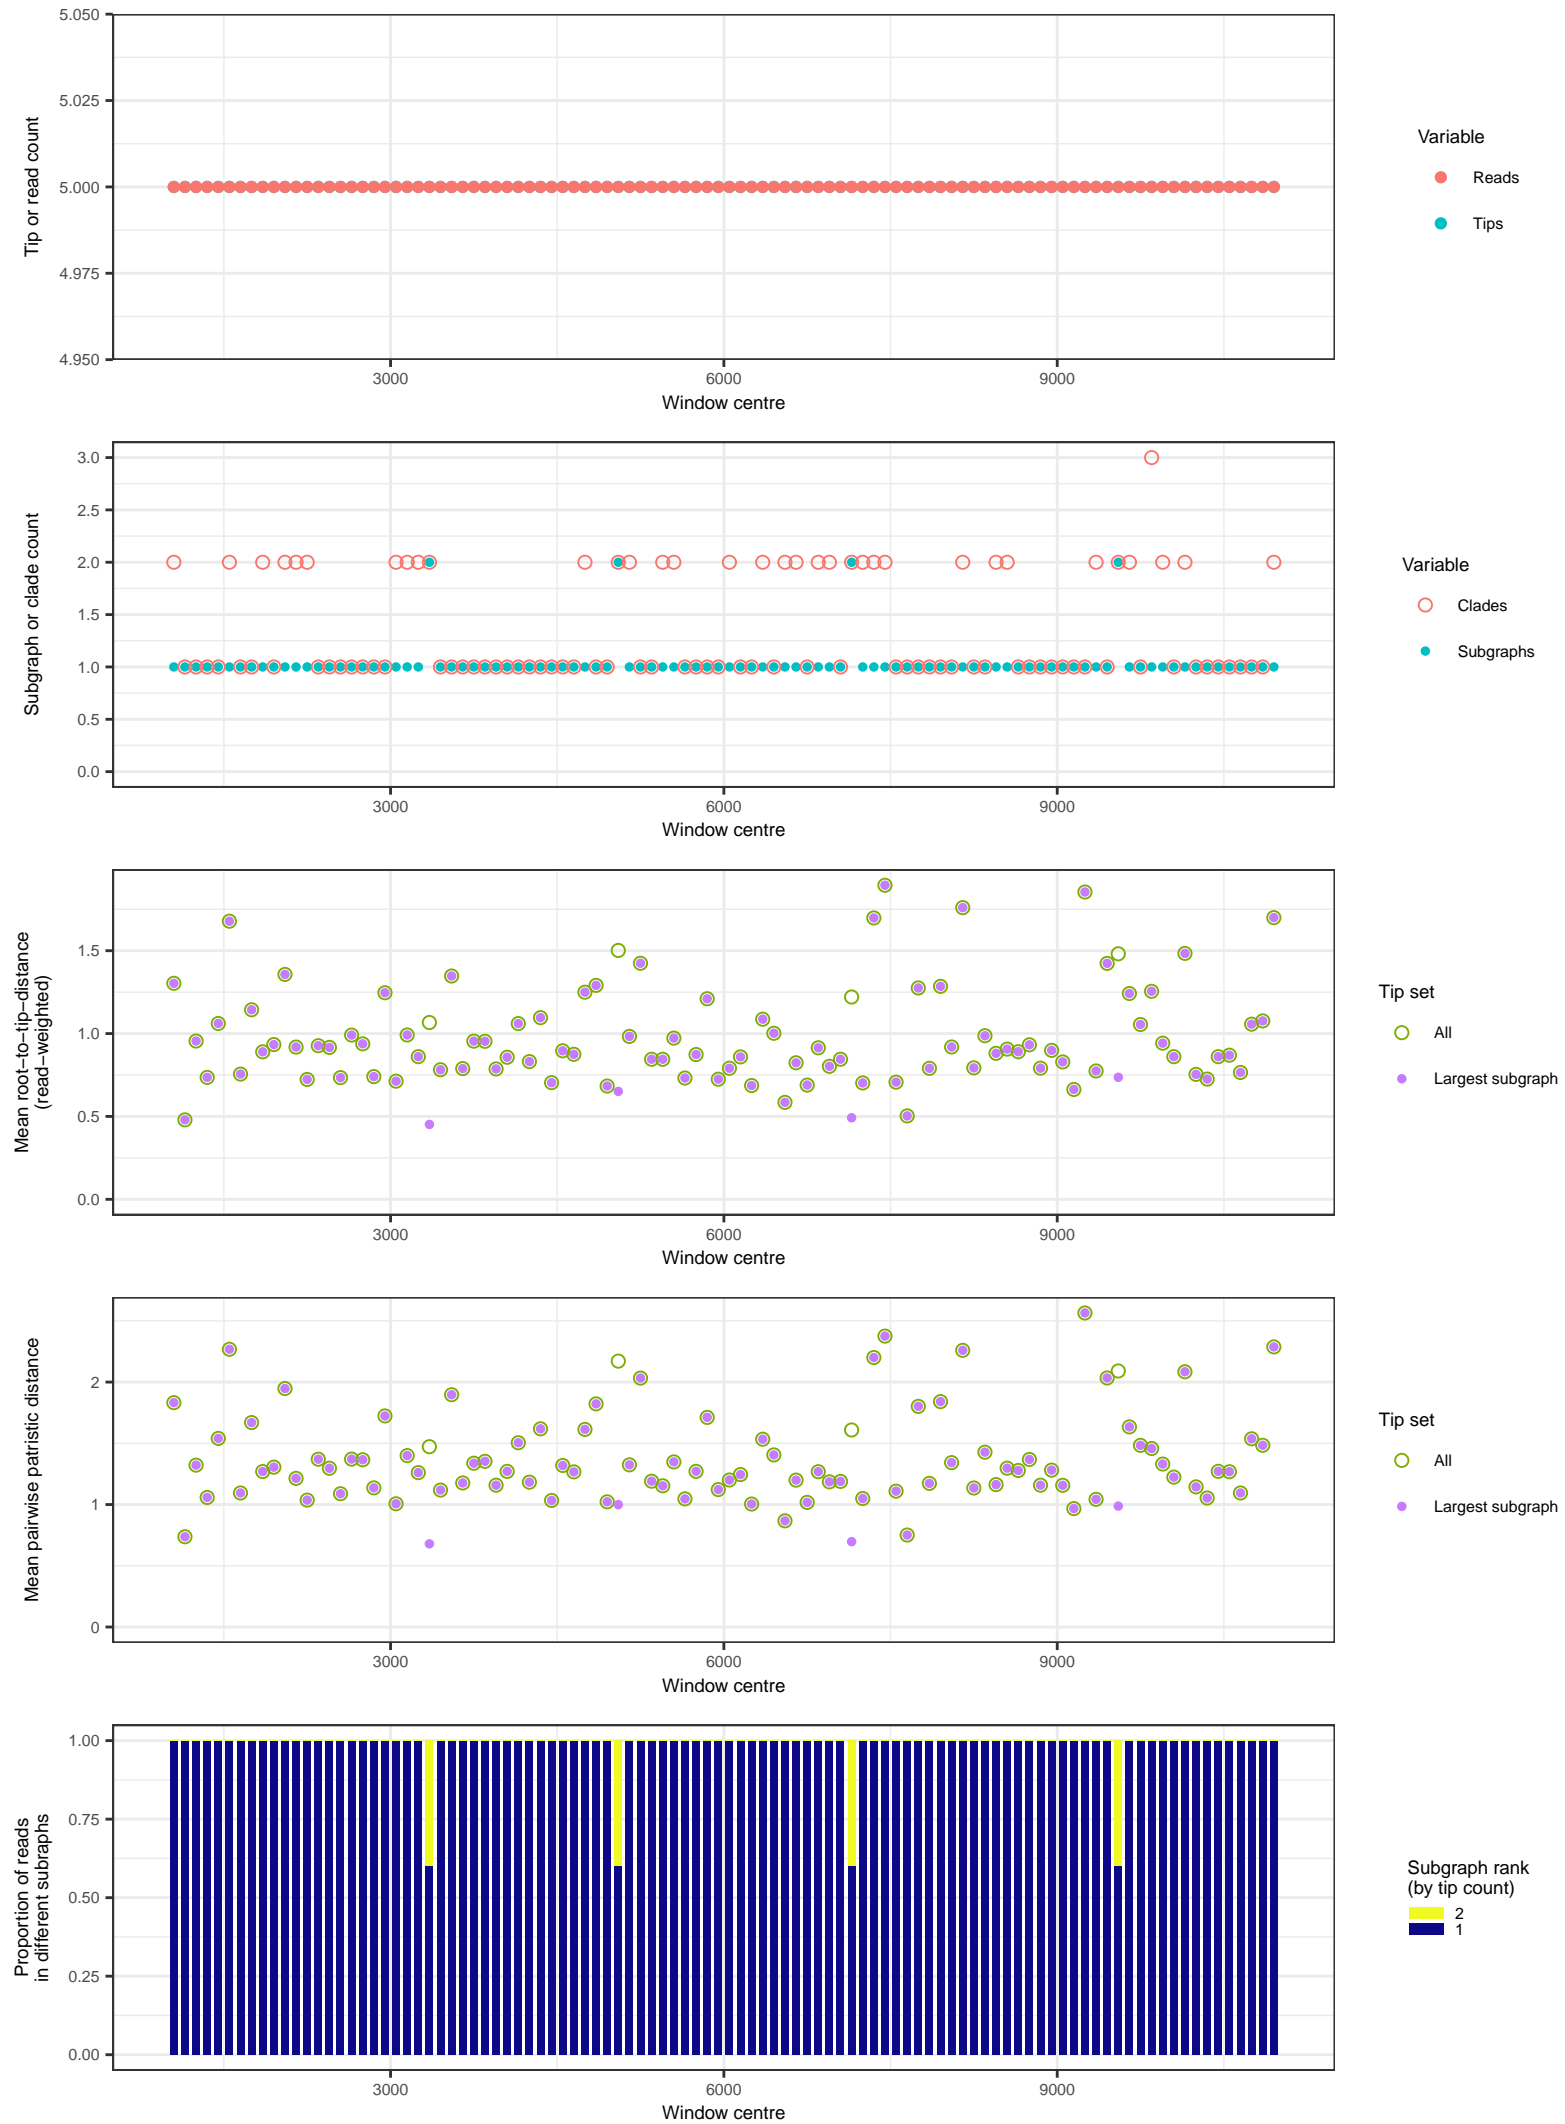 5.050
5.025
5.000
4.975
4.950
Tip or read count
3000 6000 9000
Window centre
Variable
Reads
Tips
3.0
2.5
2.0
1.5
1.0
0.5
0.0
Subgraph or clade count
3000 6000 9000
Window centre
Variable
Clades
Subgraphs
1.5
1.0
0.5
0.0
Mean root−to−tip−distance
(read−weighted)
3000 6000 9000
Window centre
Tip set
All
Largest subgraph
2
1
0
Mean pairwise patristic distance
3000 6000 9000
Window centre
Tip set
All
Largest subgraph
1.00
0.75
0.50
0.25
0.00
Proportion of reads
in different subraphs
3000 6000 9000
Window centre
Subgraph rank
(by tip count)
2
1